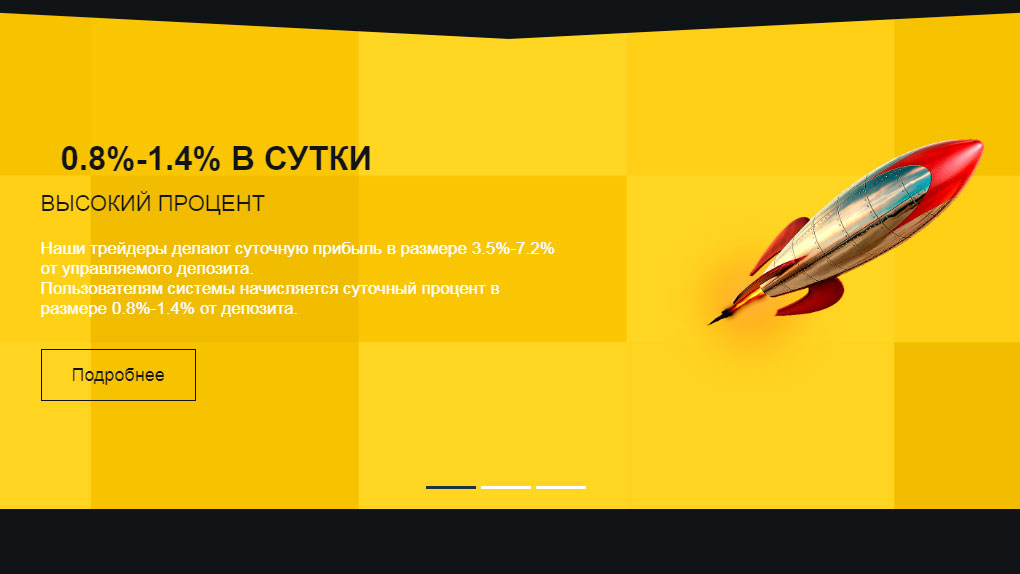 0.8%-1.4% В СУТКИ
ВЫСОКИЙ ПРОЦЕНТ
Наши трейдеры делают суточную прибыль в размере 3.5%-7.2%
от управляемого депозита.
Пользователям системы начисляется суточный процент в
размере 0.8%-1.4% от депозита.
Подробнее